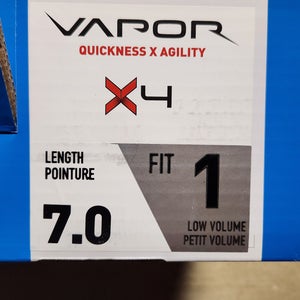 VAPOR
QUICKNESS X AGILITY
X4
LENGTH
POINTURE
7.0
FIT 1
LOW VOLUME
PETIT VOLUME